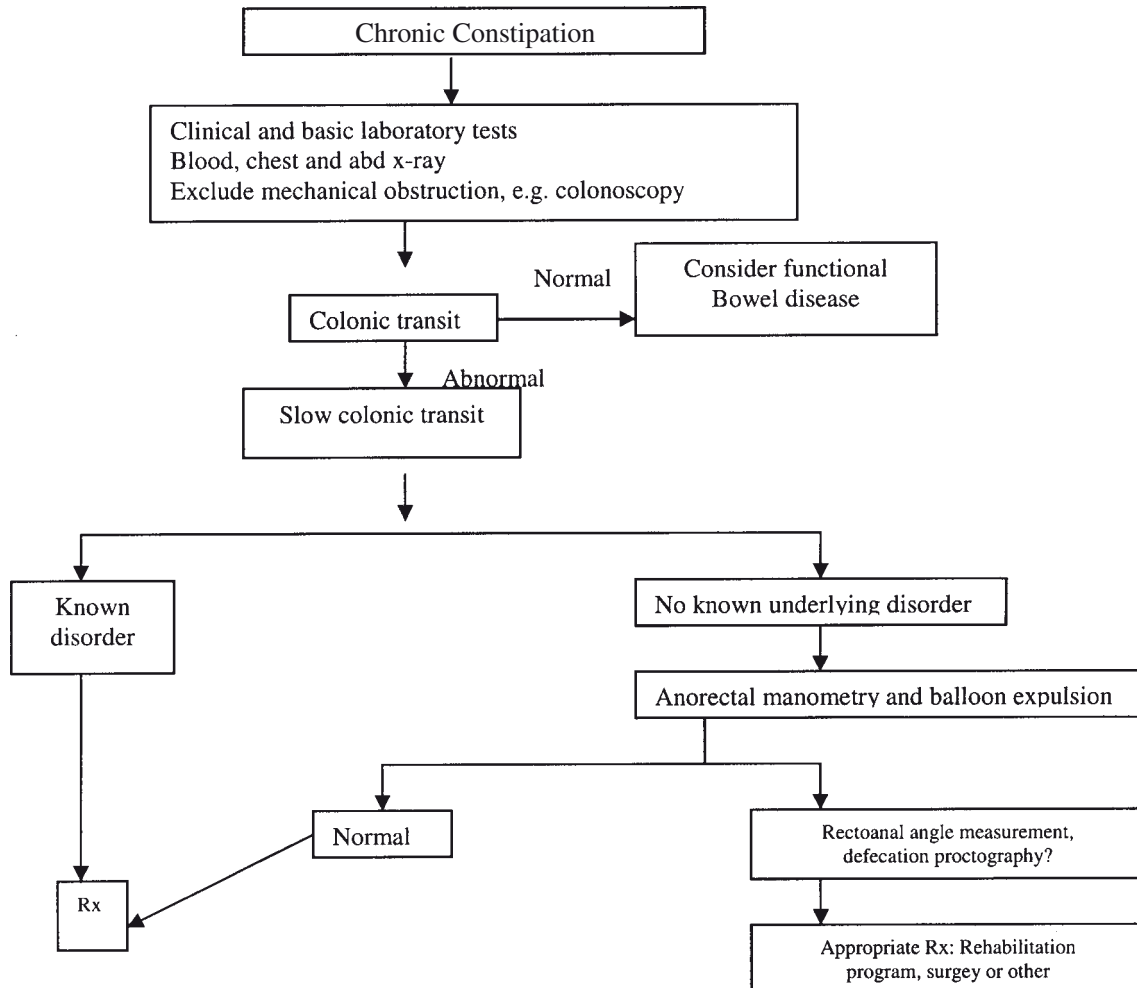 Chronic Constipation
Clinical and basic laboratory tests
Blood, chest and abd x-ray
Exclude mechanical obstruction, e.g. colonoscopy
Normal
Consider functional
Bowel disease
Colonic transit
Abnormal
Slow colonic transit
Known
disorder
No known underlying disorder
Anorectal manometry and balloon expulsion
Normal
Rectoanal angle measurement,
defecation proctography?
Rx
Appropriate Rx: Rehabilitation
program, surgey or other